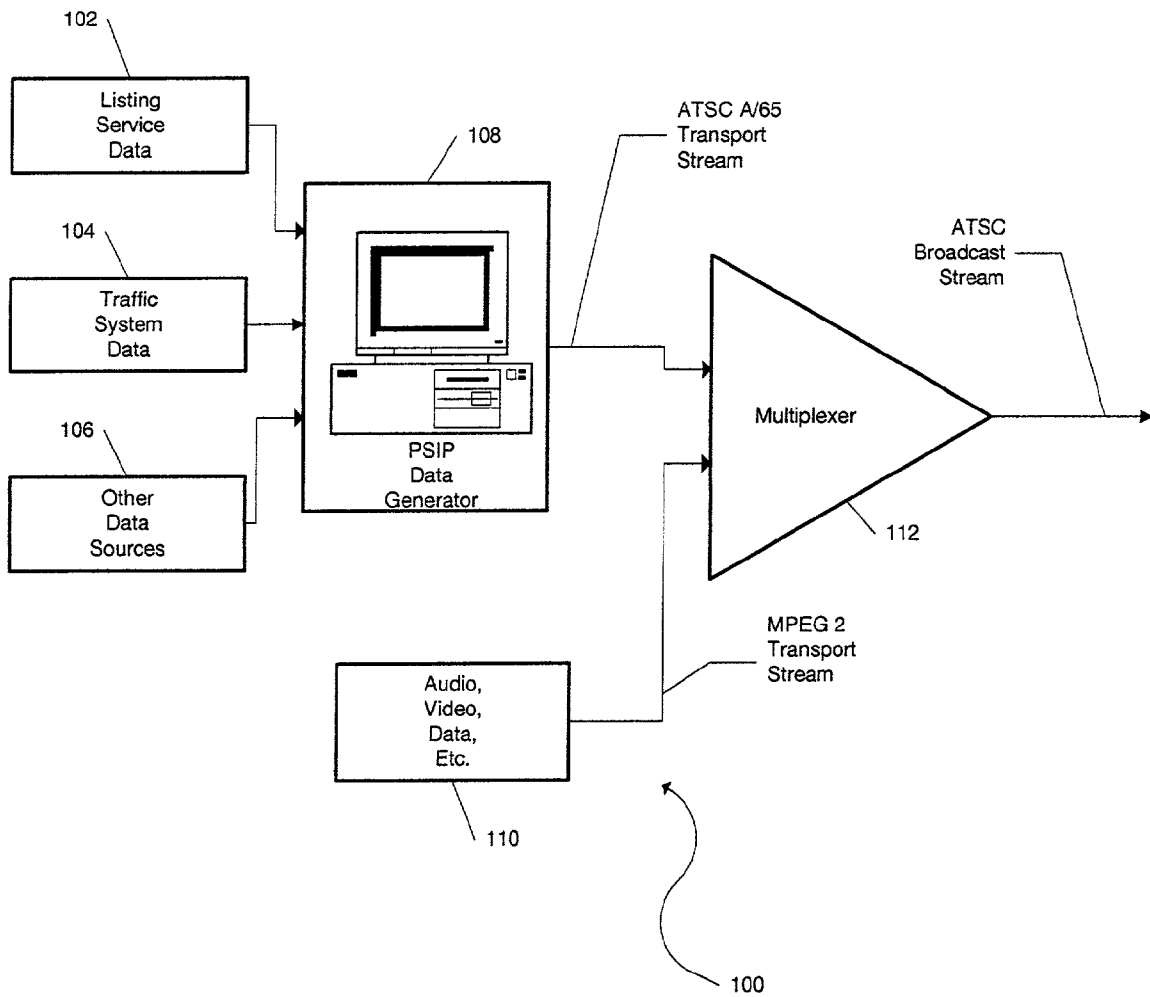 102
Listing
Service
Data
104
Traffic
System
Data
106
Other
Data
Sources
108
PSIP
Data
Generator
ATSC A/65
Transport
Stream
ATSC
Broadcast
Stream
Multiplexer
112
MPEG 2
Transport
Stream
Audio,
Video,
Data,
Etc.
110
100